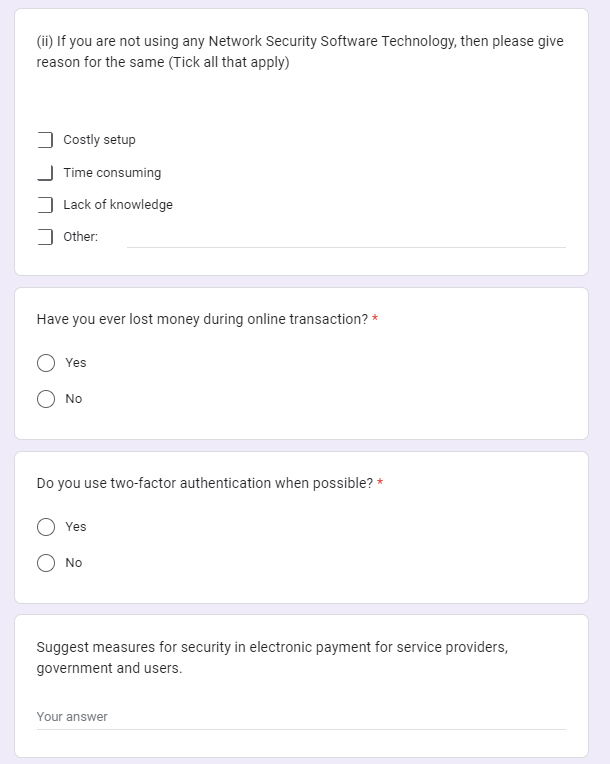 (ii) If you are not using any Network Security Software Technology, then please give
reason for the same (Tick all that apply)
Costly setup
Time consuming
Lack of knowledge
Other:
Have you ever lost money during online transaction? *
Yes
No
Do you use two-factor authentication when possible? *
Yes
No
Suggest measures for security in electronic payment for service providers,
government and users.
Your answer